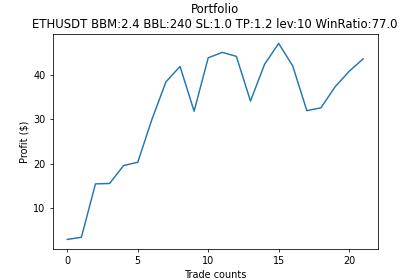 Portfolio
ETHUSDT BBM:2.4 BBL:240 SL:1.0 TP:1.2 lev:10 WinRatio:77.0
40
30
20
10
Profit ($)
0 5 10 15 20
Trade counts